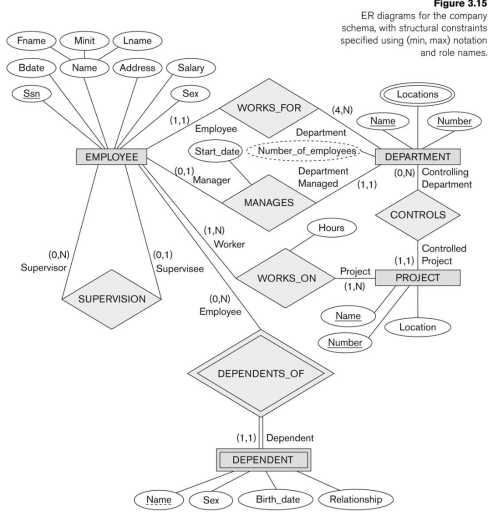 Figure 3.15
ER diagrams for the company
schema, with structural constraints
specified using (min, max) notation
and role names.
Fname
Minit
Lname
Bdate
Name
Address
Salary
Ssn
Sex
WORKS_FOR
Locations
Name
Number
(1,1)
Employee
(4,N)
Department
Start_date
Number_of_employees
EMPLOYEE
DEPARTMENT
(0,1)
Manager
MANAGES
Department
Managed
(1,1)
(0,N)
Controlling
Department
CONTROLS
(1,N)
Worker
Hours
(0,N)
Supervisor
(0,1)
Supervisee
WORKS_ON
Project
(1,N)
Controlled
Project
(1,1)
PROJECT
SUPERVISION
(0,N)
Employee
Name
Number
Location
DEPENDENTS_OF
(1,1)
Dependent
DEPENDENT
Name
Sex
Birth_date
Relationship